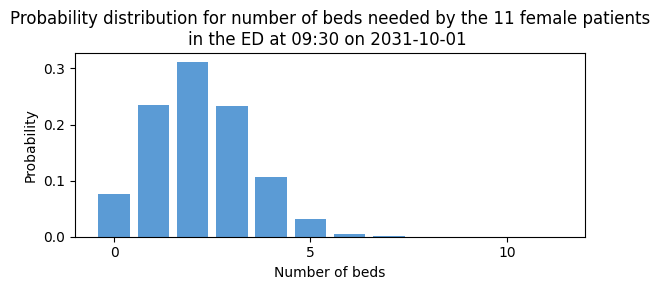 Probability distribution for number of beds needed by the 11 female patients
in the ED at 09:30 on 2031-10-01
0.3
0.2
0.1
0.0
Probability
0
5
10
Number of beds